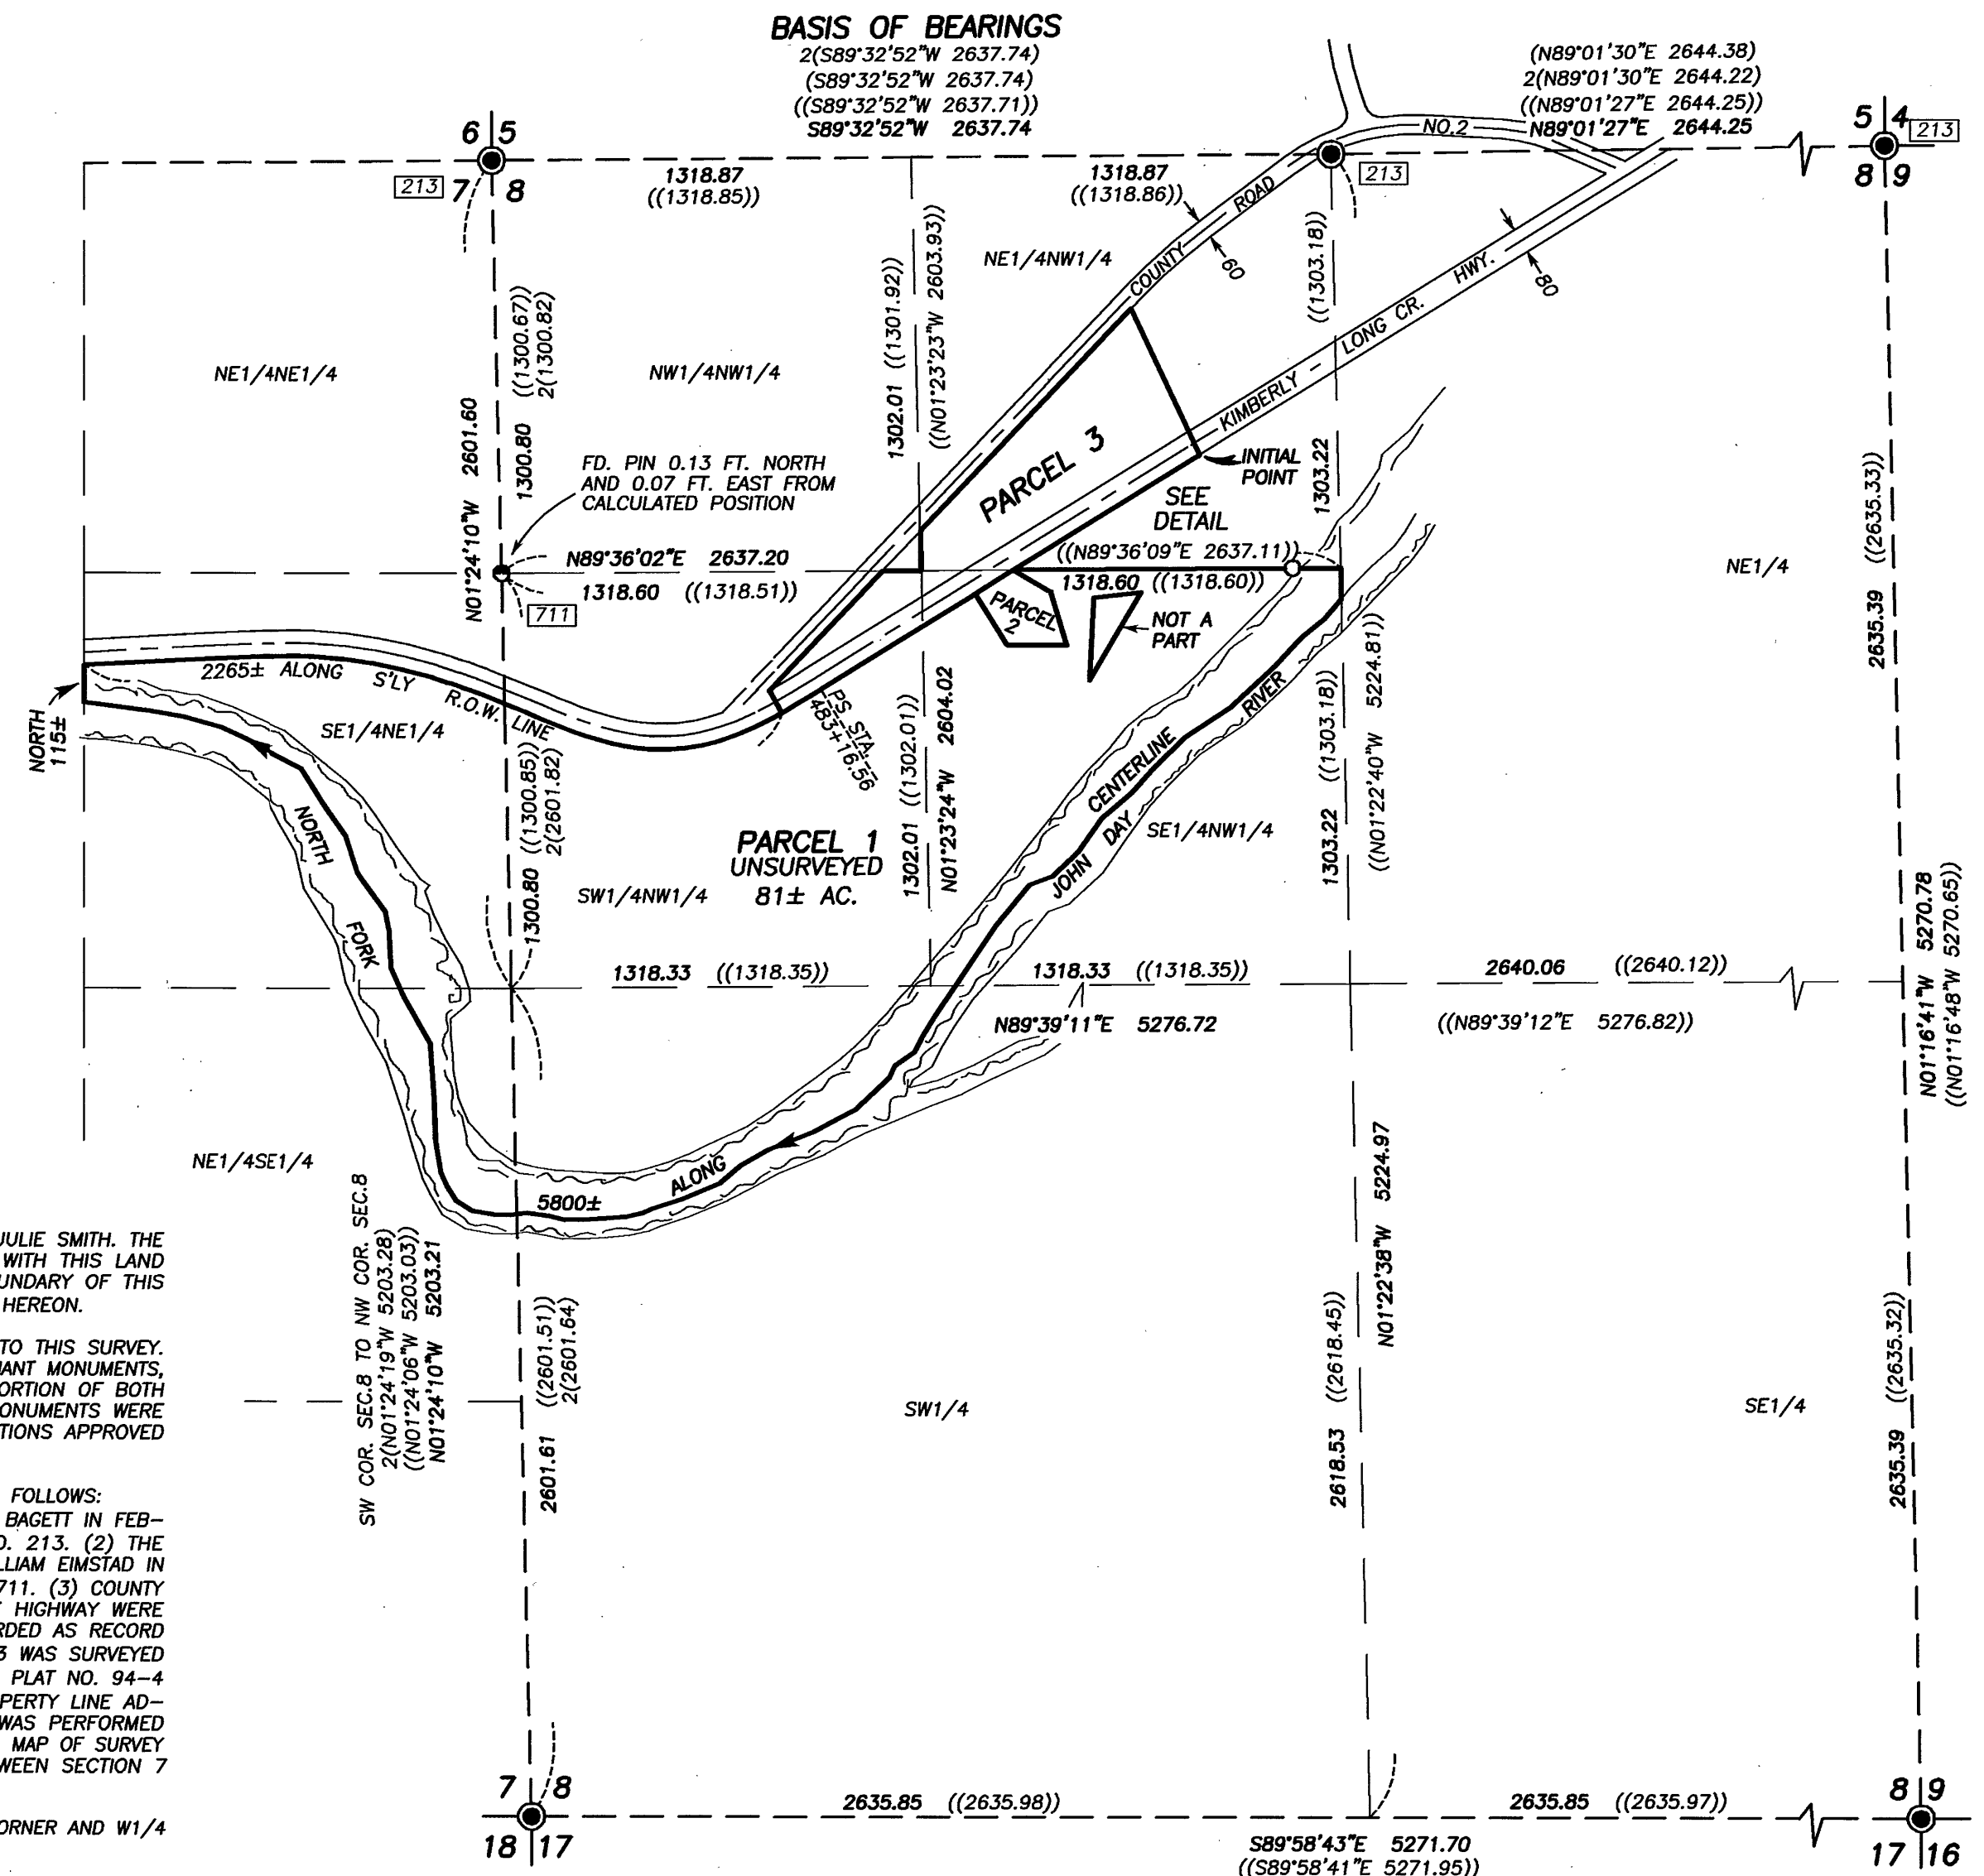 BASIS OF BEARINGS
2(S89°32'52"W 2637.74)
(S89°32'52"W 2637.74)
((S89°32'52"W 2637.71))
S89°32'52"W 2637.74
(N89°01'30"E 2644.38)
2(N89°01'30"E 2644.22)
((N89°01'27"E 2644.25))
N89°01'27"E 2644.25
6 5
7 8
213
1318.87
((1318.85))
1318.87
((1318.86))
213
NO.2
5 4
8 9
213
COUNTY ROAD
60
KIMBERLY - LONG CR. HWY.
80
NE1/4NE1/4
NW1/4NW1/4
NE1/4NW1/4
NE1/4
N01°24'10"W 2601.60
1300.80 ((1300.67))
2(1300.82)
1302.01 ((1301.92))
((N01°23'23"W 2603.93))
((1303.18))
1303.22
((2635.33))
2635.39
FD. PIN 0.13 FT. NORTH
AND 0.07 FT. EAST FROM
CALCULATED POSITION
PARCEL 3
INITIAL
POINT
SEE
DETAIL
N89°36'02"E 2637.20
1318.60 ((1318.51))
((N89°36'09"E 2637.11))
1318.60 ((1318.60))
711
PARCEL
2
NOT A
PART
2265± ALONG S'LY R.O.W. LINE
NORTH
115±
SE1/4NE1/4
PS STA.
483+16.56
1300.80 ((1300.85))
2(2601.82)
1302.01 ((1302.01))
N01°23'24"W 2604.02
1303.22 ((1303.18))
((N01°22'40"W 5224.81))
PARCEL 1
UNSURVEYED
81± AC.
SW1/4NW1/4
SE1/4NW1/4
NORTH FORK
JOHN DAY RIVER
5800± ALONG CENTERLINE
1318.33 ((1318.35))
1318.33 ((1318.35))
2640.06 ((2640.12))
N89°39'11"E 5276.72
((N89°39'12"E 5276.82))
N01°16'41"W 5270.78
((N01°16'48"W 5270.65))
NE1/4SE1/4
SW COR. SEC.8 TO NW COR. SEC.8
2(N01°24'19"W 5203.28)
((N01°24'06"W 5203.03))
N01°24'10"W 5203.21
2601.61 ((2601.51))
2(2601.64)
SW1/4
2618.53 ((2618.45))
N01°22'38"W 5224.97
SE1/4
2635.39 ((2635.32))
JULIE SMITH. THE
WITH THIS LAND
UNDARY OF THIS
HEREON.
TO THIS SURVEY.
ANT MONUMENTS,
ORTION OF BOTH
ONUMENTS WERE
TIONS APPROVED
FOLLOWS:
BAGETT IN FEB-
O. 213. (2) THE
LLIAM EIMSTAD IN
711. (3) COUNTY
HIGHWAY WERE
RDED AS RECORD
3 WAS SURVEYED
PLAT NO. 94-4
PERTY LINE AD-
WAS PERFORMED
MAP OF SURVEY
WEEN SECTION 7
ORNER AND W1/4
7 8
18 17
2635.85 ((2635.98))
2635.85 ((2635.97))
S89°58'43"E 5271.70
((S89°58'41"E 5271.95))
8 9
17 16